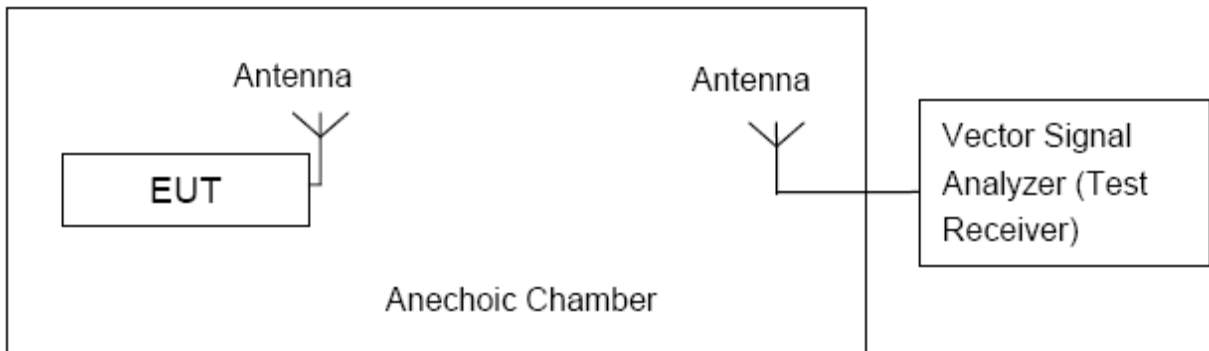 Antenna
Antenna
EUT
Vector Signal
Analyzer (Test
Receiver)
Anechoic Chamber